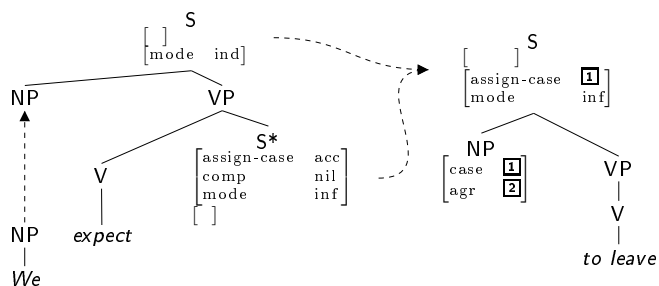 S
[ ]
[mode ind]
S
[ ]
[assign-case 1]
[mode inf]
NP
VP
S*
[assign-case acc]
[comp nil]
[mode inf]
[ ]
V
NP
[case 1]
[agr 2]
VP
V
NP
expect
to leave
We